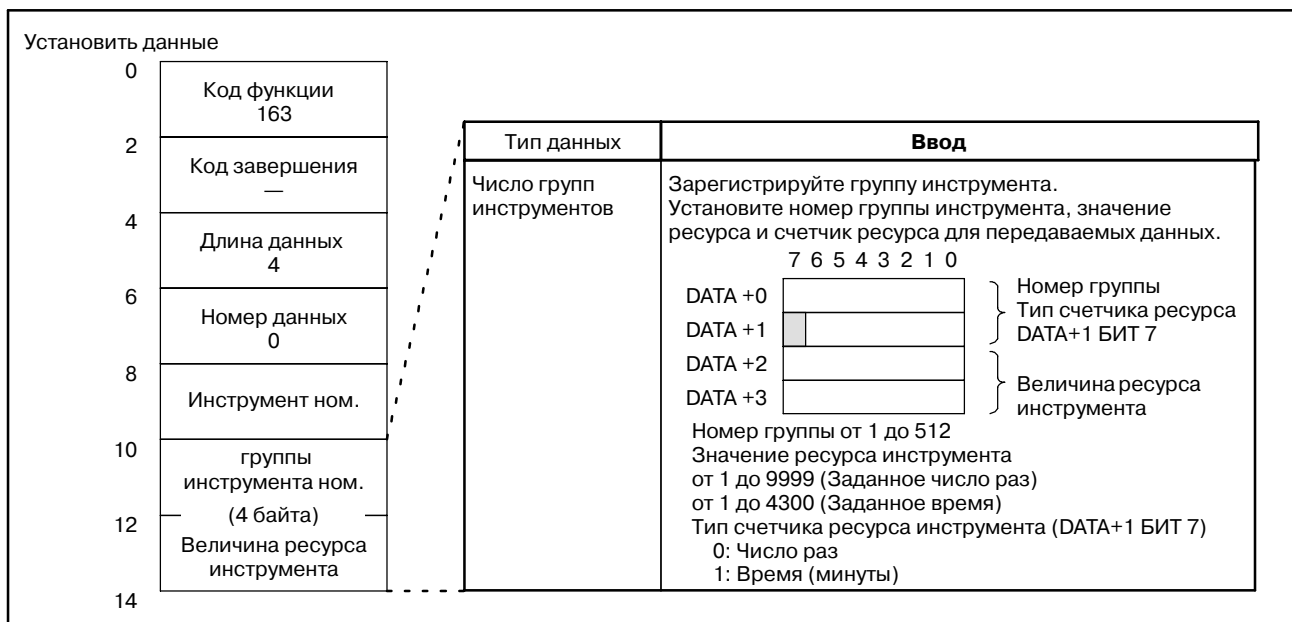 Установить данные
0
Код функции
163
2
Код завершения
—
4
Длина данных
4
6
Номер данных
0
8
Инструмент ном.
10
группы
инструмента ном.
12
(4 байта)
Величина ресурса
инструмента
14
Тип данных
Ввод
Число групп
инструментов
Зарегистрируйте группу инструмента.
Установите номер группы инструмента, значение
ресурса и счетчик ресурса для передаваемых данных.
7 6 5 4 3 2 1 0
DATA +0
DATA +1
DATA +2
DATA +3
Номер группы
Тип счетчика ресурса
DATA+1 БИТ 7
Величина ресурса
инструмента
Номер группы от 1 до 512
Значение ресурса инструмента
от 1 до 9999 (Заданное число раз)
от 1 до 4300 (Заданное время)
Тип счетчика ресурса инструмента (DATA+1 БИТ 7)
0: Число раз
1: Время (минуты)